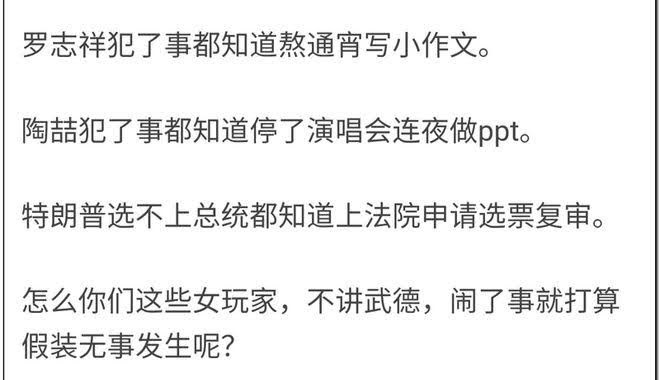 罗志祥犯了事都知道熬通宵写小作文。
陶喆犯了事都知道停了演唱会连夜做ppt。
特朗普选不上总统都知道上法院申请选票复审。
怎么你们这些女玩家，不讲武德，闹了事就打算
假装无事发生呢？